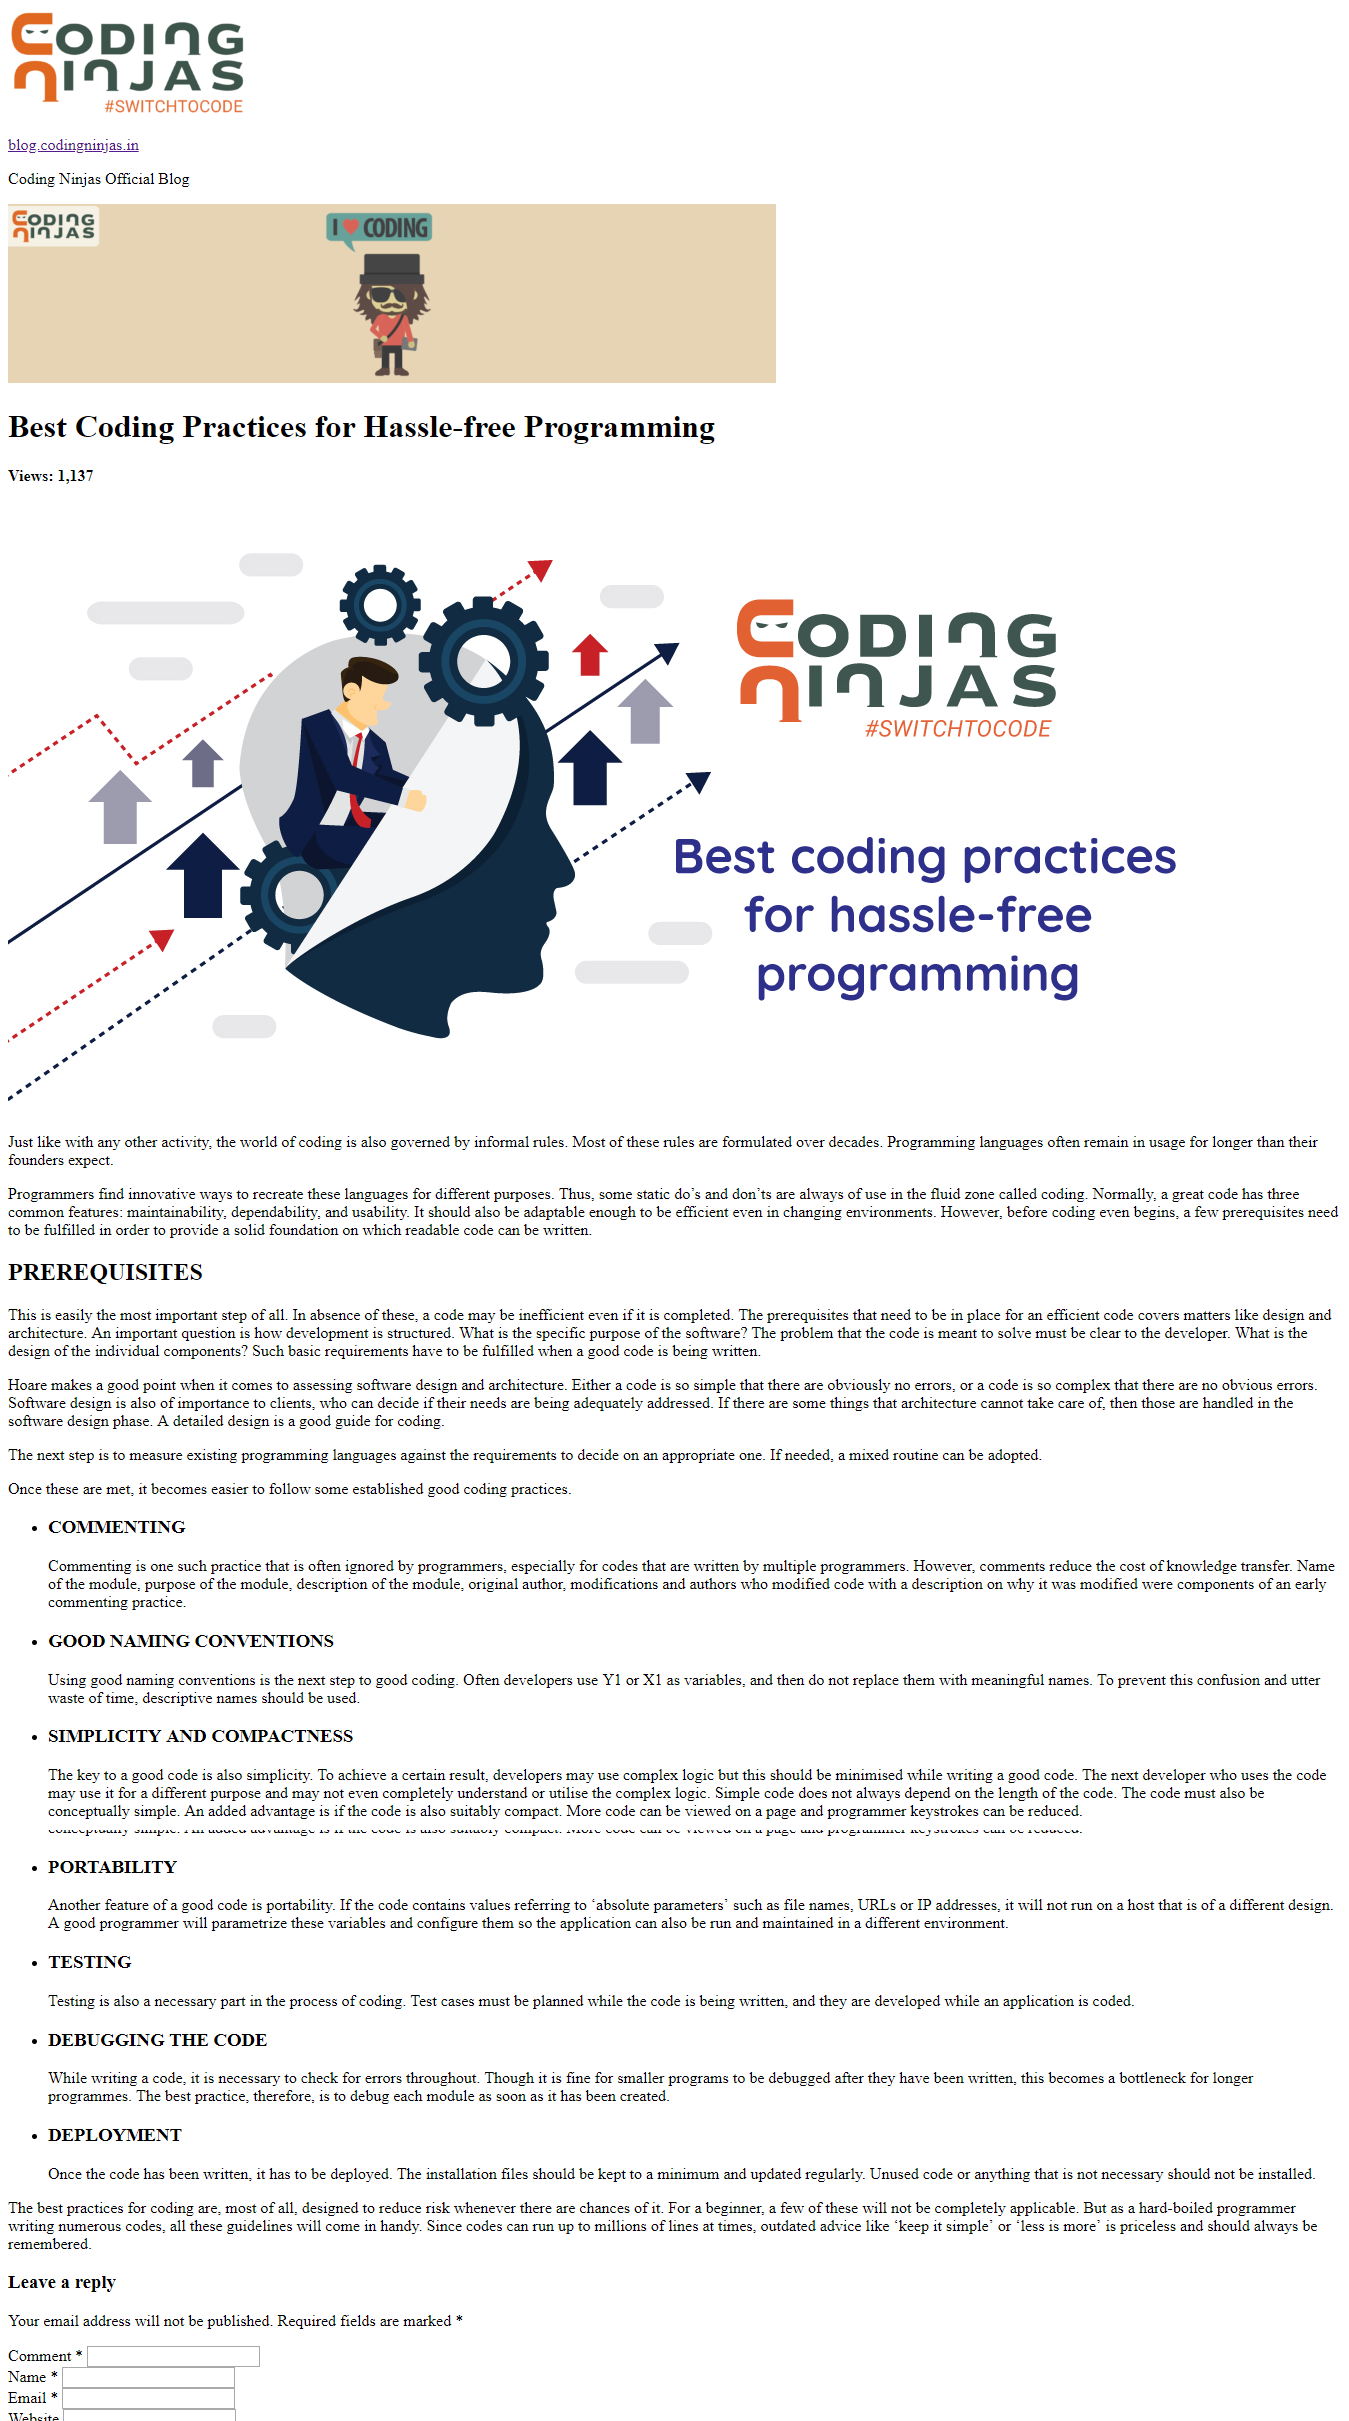 CODING
NINJAS
#SWITCHTOCODE
blog.codingninjas.in
Coding Ninjas Official Blog
CODING
NINJAS
I CODING
Best Coding Practices for Hassle-free Programming
Views: 1,137
CODING
NINJAS
#SWITCHTOCODE
Best coding practices
for hassle-free
programming
Just like with any other activity, the world of coding is also governed by informal rules. Most of these rules are formulated over decades. Programming languages often remain in usage for longer than their
founders expect.
Programmers find innovative ways to recreate these languages for different purposes. Thus, some static do’s and don’ts are always of use in the fluid zone called coding. Normally, a great code has three
common features: maintainability, dependability, and usability. It should also be adaptable enough to be efficient even in changing environments. However, before coding even begins, a few prerequisites need
to be fulfilled in order to provide a solid foundation on which readable code can be written.
PREREQUISITES
This is easily the most important step of all. In absence of these, a code may be inefficient even if it is completed. The prerequisites that need to be in place for an efficient code covers matters like design and
architecture. An important question is how development is structured. What is the specific purpose of the software? The problem that the code is meant to solve must be clear to the developer. What is the
design of the individual components? Such basic requirements have to be fulfilled when a good code is being written.
Hoare makes a good point when it comes to assessing software design and architecture. Either a code is so simple that there are obviously no errors, or a code is so complex that there are no obvious errors.
Software design is also of importance to clients, who can decide if their needs are being adequately addressed. If there are some things that architecture cannot take care of, then those are handled in the
software design phase. A detailed design is a good guide for coding.
The next step is to measure existing programming languages against the requirements to decide on an appropriate one. If needed, a mixed routine can be adopted.
Once these are met, it becomes easier to follow some established good coding practices.
• COMMENTING
Commenting is one such practice that is often ignored by programmers, especially for codes that are written by multiple programmers. However, comments reduce the cost of knowledge transfer. Name
of the module, purpose of the module, description of the module, original author, modifications and authors who modified code with a description on why it was modified were components of an early
commenting practice.
• GOOD NAMING CONVENTIONS
Using good naming conventions is the next step to good coding. Often developers use Y1 or X1 as variables, and then do not replace them with meaningful names. To prevent this confusion and utter
waste of time, descriptive names should be used.
• SIMPLICITY AND COMPACTNESS
The key to a good code is also simplicity. To achieve a certain result, developers may use complex logic but this should be minimised while writing a good code. The next developer who uses the code
may use it for a different purpose and may not even completely understand or utilise the complex logic. Simple code does not always depend on the length of the code. The code must also be
conceptually simple. An added advantage is if the code is also suitably compact. More code can be viewed on a page and programmer keystrokes can be reduced.
conceptually simple. An added advantage is if the code is also suitably compact. More code can be viewed on a page and programmer keystrokes can be reduced.
• PORTABILITY
Another feature of a good code is portability. If the code contains values referring to ‘absolute parameters’ such as file names, URLs or IP addresses, it will not run on a host that is of a different design.
A good programmer will parametrize these variables and configure them so the application can also be run and maintained in a different environment.
• TESTING
Testing is also a necessary part in the process of coding. Test cases must be planned while the code is being written, and they are developed while an application is coded.
• DEBUGGING THE CODE
While writing a code, it is necessary to check for errors throughout. Though it is fine for smaller programs to be debugged after they have been written, this becomes a bottleneck for longer
programmes. The best practice, therefore, is to debug each module as soon as it has been created.
• DEPLOYMENT
Once the code has been written, it has to be deployed. The installation files should be kept to a minimum and updated regularly. Unused code or anything that is not necessary should not be installed.
The best practices for coding are, most of all, designed to reduce risk whenever there are chances of it. For a beginner, a few of these will not be completely applicable. But as a hard-boiled programmer
writing numerous codes, all these guidelines will come in handy. Since codes can run up to millions of lines at times, outdated advice like ‘keep it simple’ or ‘less is more’ is priceless and should always be
remembered.
Leave a reply
Your email address will not be published. Required fields are marked *
Comment *
Name *
Email *
Website